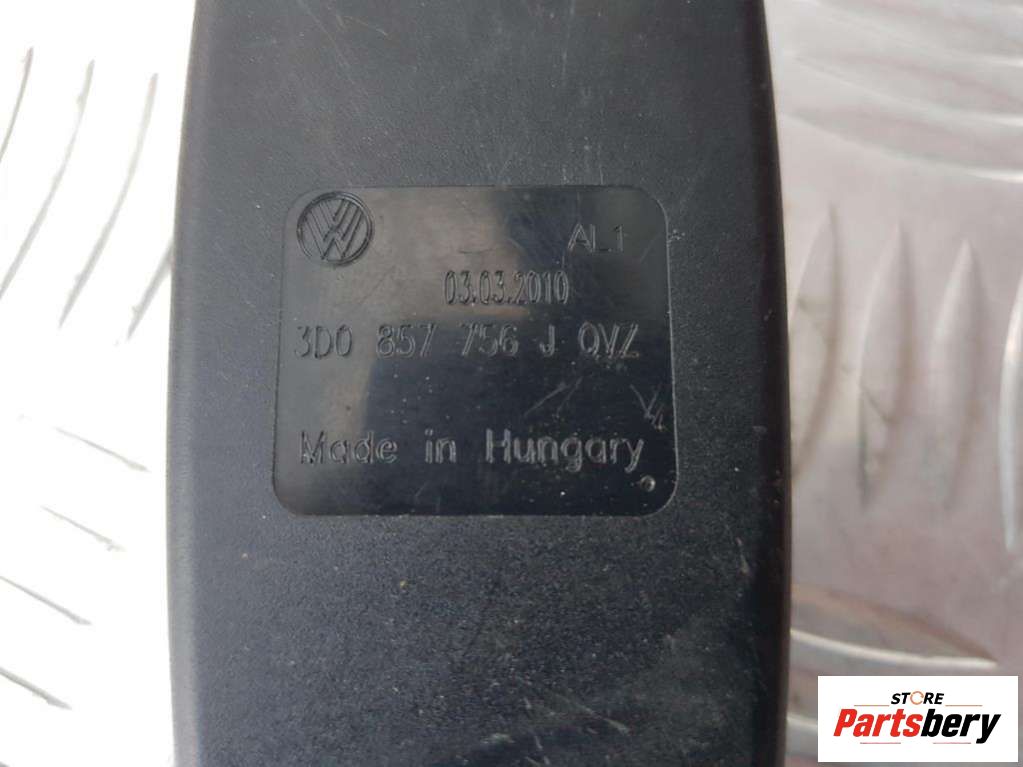 AL1
03.03.2010
3D0 857 756 J QVZ
Made in Hungary
STORE
Partsbery